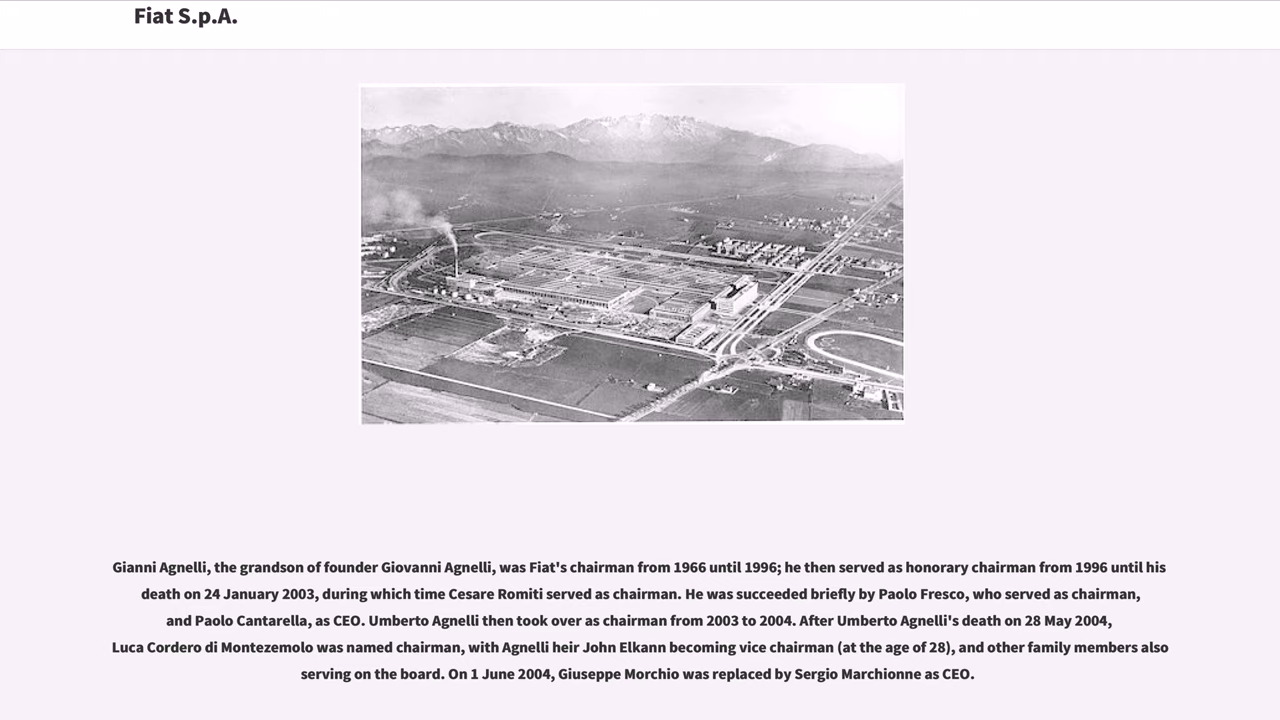 Fiat S.p.A.
Gianni Agnelli, the grandson of founder Giovanni Agnelli, was Fiat's chairman from 1966 until 1996; he then served as honorary chairman from 1996 until his
death on 24 January 2003, during which time Cesare Romiti served as chairman. He was succeeded briefly by Paolo Fresco, who served as chairman,
and Paolo Cantarella, as CEO. Umberto Agnelli then took over as chairman from 2003 to 2004. After Umberto Agnelli's death on 28 May 2004,
Luca Cordero di Montezemolo was named chairman, with Agnelli heir John Elkann becoming vice chairman (at the age of 28), and other family members also
serving on the board. On 1 June 2004, Giuseppe Morchio was replaced by Sergio Marchionne as CEO.